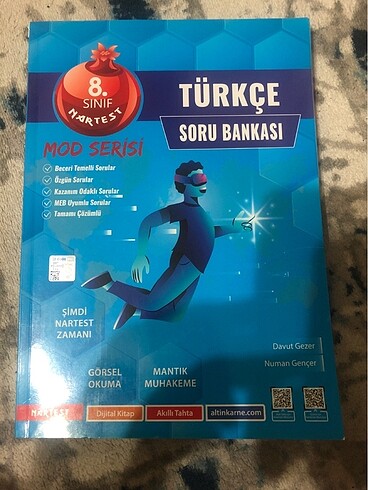 8.
SINIF
NARTEST
MOD SERİSİ
TÜRKÇE
SORU BANKASI
Beceri Temelli Sorular
Özgün Sorular
Kazanım Odaklı Sorular
MEB Uyumlu Sorular
Tamamı Çözümlü
ŞİMDİ
NARTEST
ZAMANI
GÖRSEL
OKUMA
MANTIK
MUHAKEME
Davut Gezer
Numan Gençer
NARTEST
Dijital Kitap
Akıllı Tahta
altinkarne.com